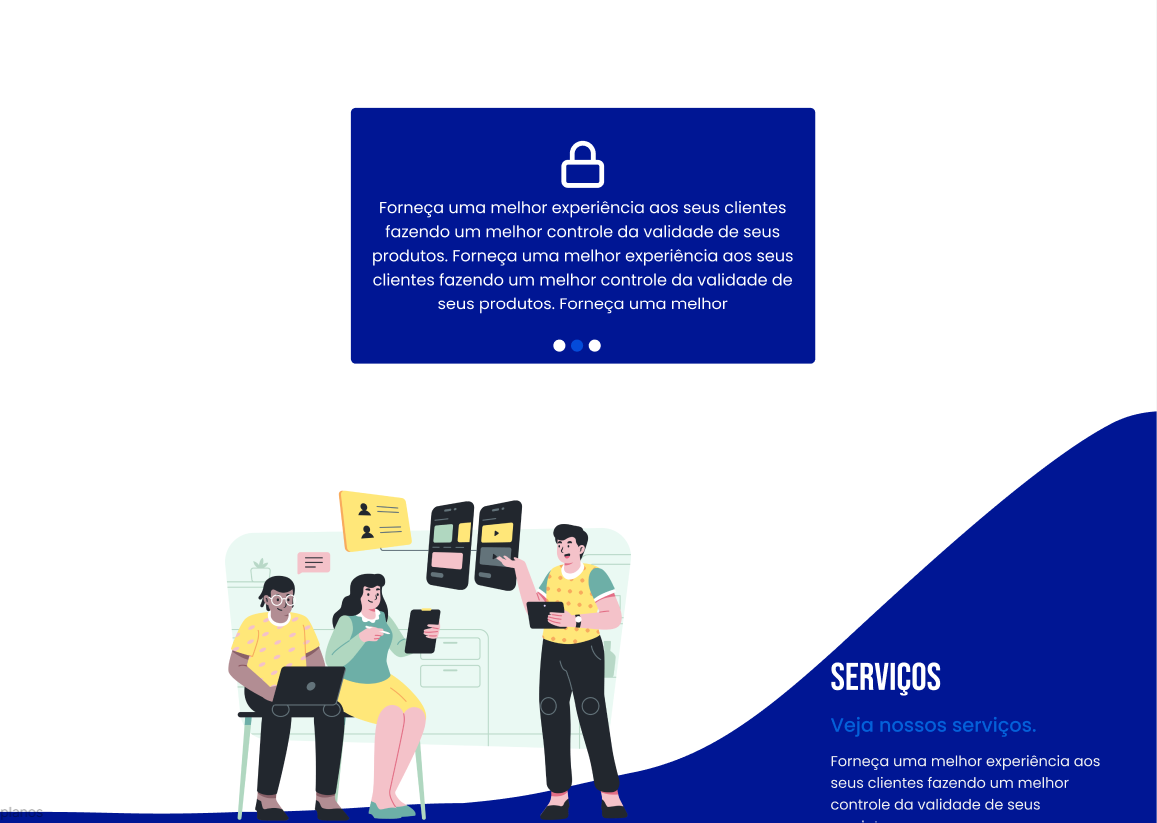 Forneça uma melhor experiência aos seus clientes
fazendo um melhor controle da validade de seus
produtos. Forneça uma melhor experiência aos seus
clientes fazendo um melhor controle da validade de
seus produtos. Forneça uma melhor
SERVIÇOS
Veja nossos serviços.
Forneça uma melhor experiência aos
seus clientes fazendo um melhor
controle da validade de seus
planos